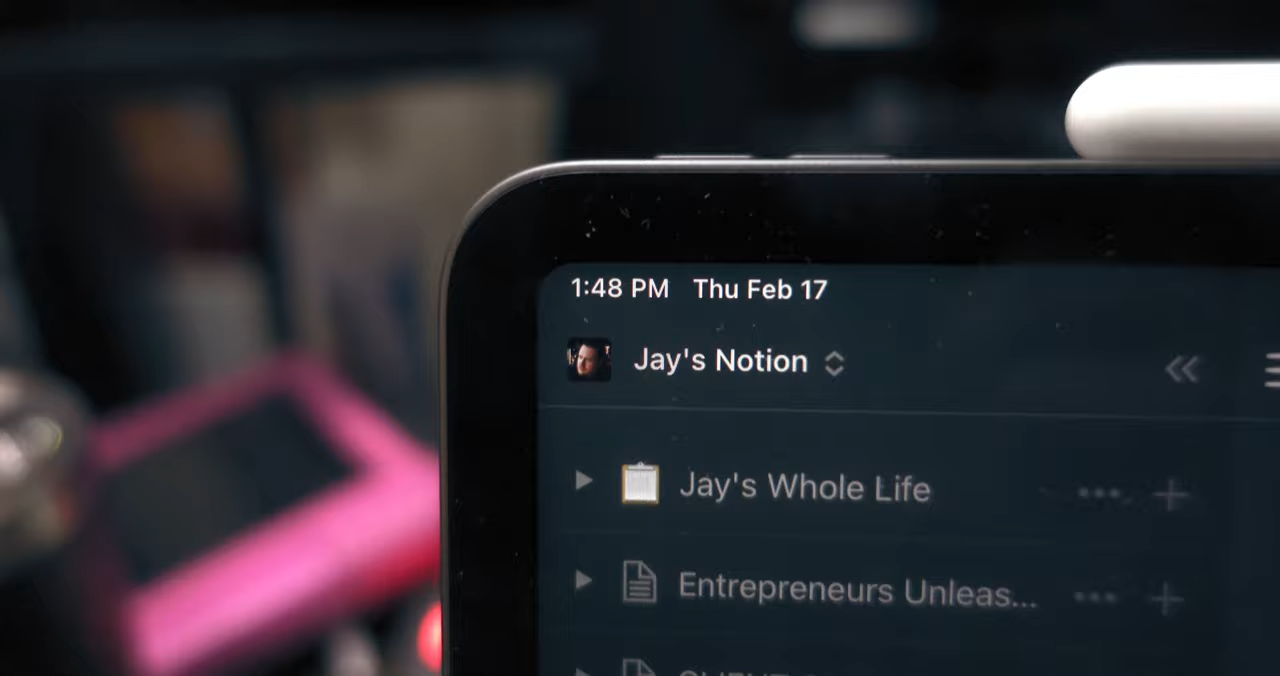 1:48 PM Thu Feb 17
Jay's Notion
Jay's Whole Life
Entrepreneurs Unleas...